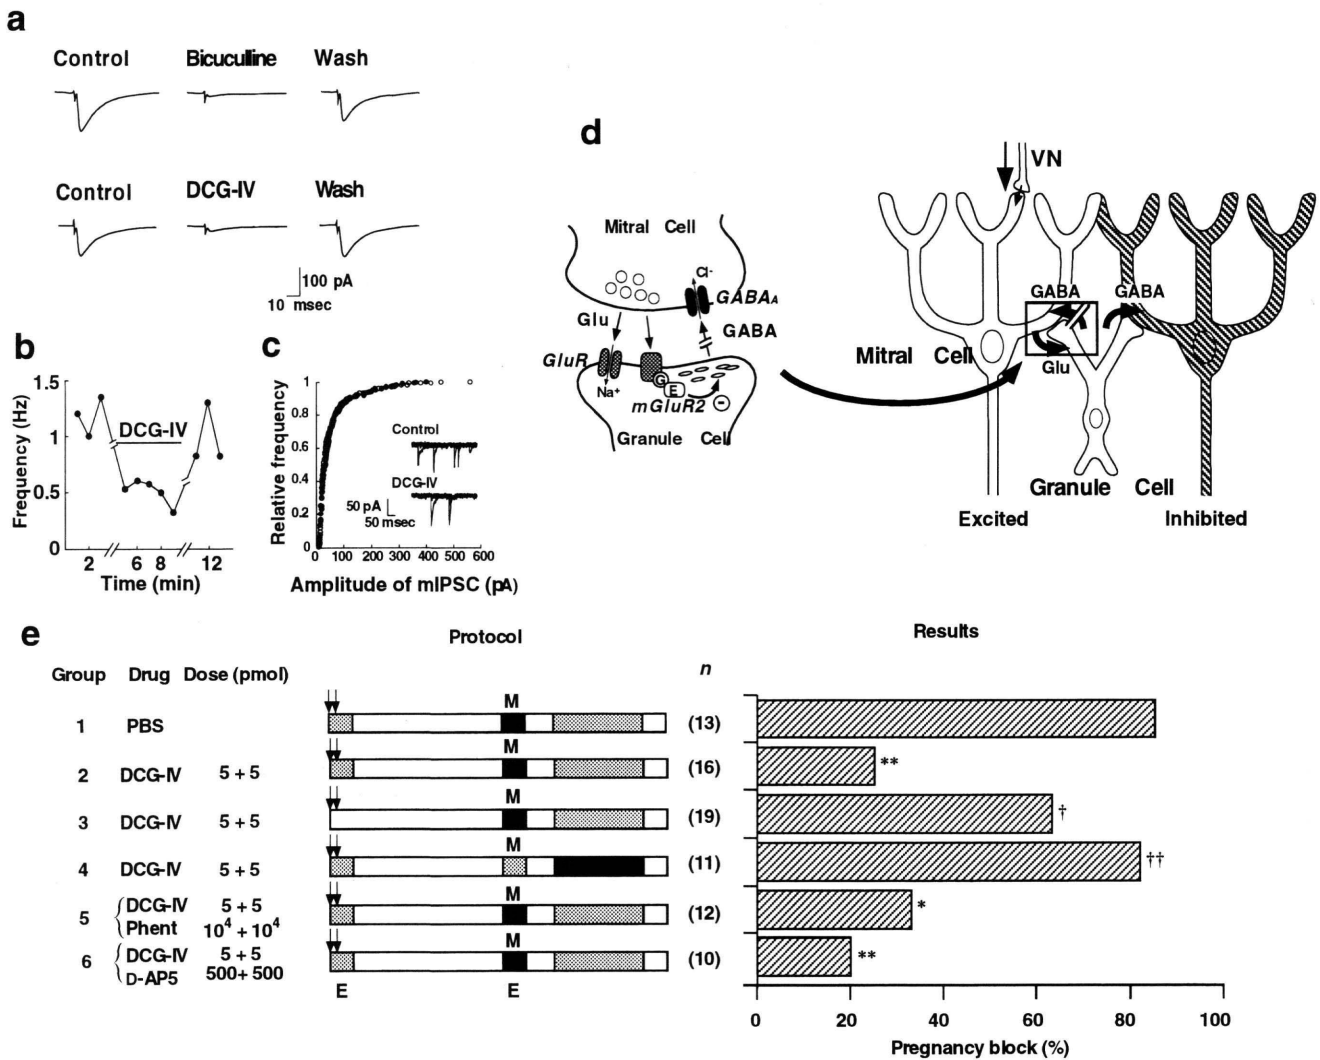 a
Control Bicuculline Wash
Control DCG-IV Wash
100 pA
10 msec
b
1.5
1
0.5
0
Frequency (Hz)
DCG-IV
2 6 8 12
Time (min)
c
1
0.8
0.6
0.4
0.2
0
Relative frequency
Control
DCG-IV
50 pA
50 msec
0 100 200 300 400 500 600
Amplitude of mIPSC (pA)
d
Mitral Cell
Cl-
GABAA
Glu
GABA
GluR
Na+
G
E
mGluR2
Granule Cell
VN
GABA GABA
Mitral Cell
Glu
Granule Cell
Excited Inhibited
e
Protocol Results
Group Drug Dose (pmol) n
M
1 PBS (13)
M
2 DCG-IV 5 + 5 (16) **
M
3 DCG-IV 5 + 5 (19) †
M
4 DCG-IV 5 + 5 (11) ††
M
5 DCG-IV 5 + 5 (12) *
Phent 10⁴ + 10⁴
M
6 DCG-IV 5 + 5 (10) **
D-AP5 500+ 500
E E
0 20 40 60 80 100
Pregnancy block (%)